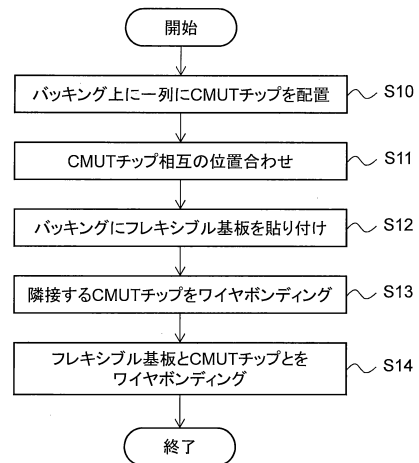 開始
バッキング上に一列にCMUTチップを配置
S10
CMUTチップ相互の位置合わせ
S11
バッキングにフレキシブル基板を貼り付け
S12
隣接するCMUTチップをワイヤボンディング
S13
フレキシブル基板とCMUTチップとを
ワイヤボンディング
S14
終了